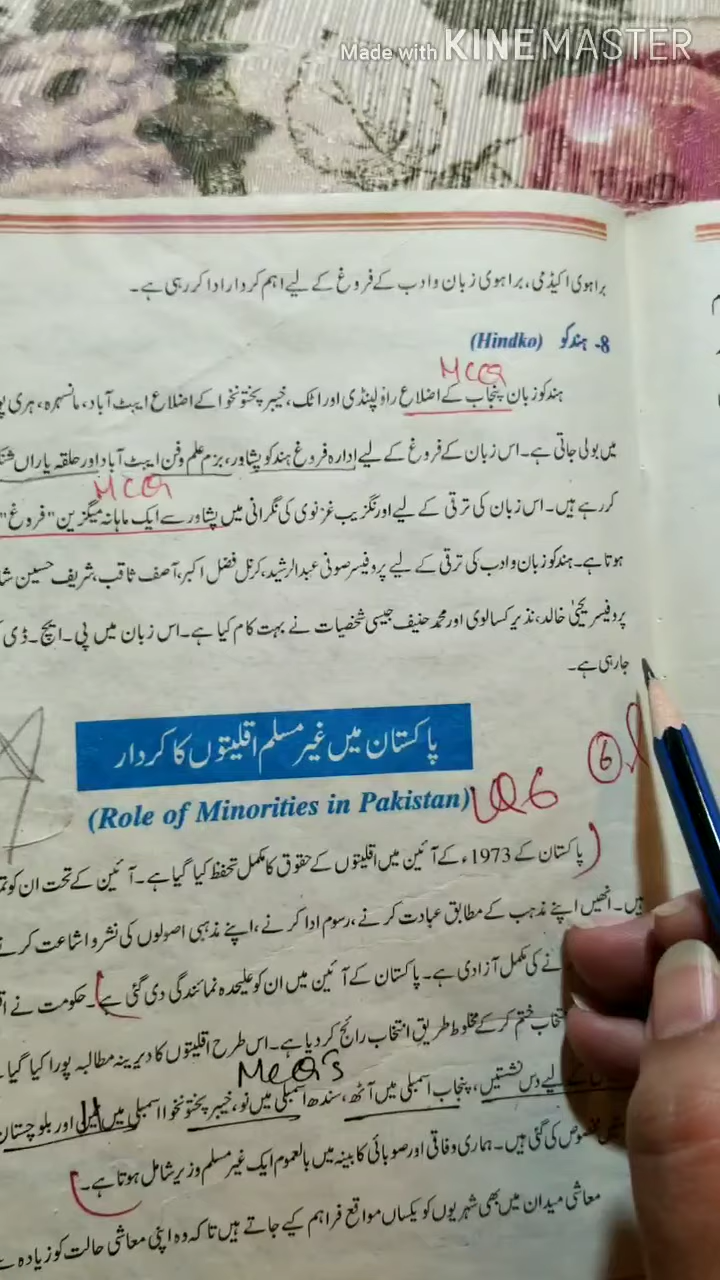 Made with KINEMASTER
براہوی اکیڈمی، براہوی زبان و ادب کے فروغ کے لیے اہم کردار ادا کر رہی ہے۔
8- ہندکو (Hindko)
MCQ
ہندکو زبان پنجاب کے اضلاع راولپنڈی اور اٹک، خیبر پختونخوا کے اضلاع ایبٹ آباد، مانسہرہ، ہری
میں بولی جاتی ہے۔ اس زبان کے فروغ کے لیے ادارہ فروغ ہندکو پشاور، بزم علم و فن ایبٹ آباد اور حلقہ یاراں
MCQ
کر رہے ہیں۔ اس زبان کی ترقی کے لیے اورنگزیب غزنوی کی نگرانی میں پشاور سے ایک ماہانہ میگزین "فروغ"
ہوتا ہے۔ ہندکو زبان و ادب کی ترقی کے لیے پروفیسر صوفی عبدالرشید، کرنل فضل اکبر، آصف ثاقب، شریف حسین
پروفیسر یحییٰ خالد، نذیر کسالوی اور محمد حنیف جیسی شخصیات نے بہت کام کیا ہے۔ اس زبان میں پی۔ ایچ۔ ڈی
جا رہی ہے۔
پاکستان میں غیر مسلم اقلیتوں کا کردار
6
(Role of Minorities in Pakistan)
LQ6
پاکستان کے 1973ء کے آئین میں اقلیتوں کے حقوق کا مکمل تحفظ کیا گیا ہے۔ آئین کے تحت ان کو
ہیں۔ انھیں اپنے مذہب کے مطابق عبادت کرنے، رسوم ادا کرنے، اپنے مذہبی اصولوں کی نشر و اشاعت کرنے
نے کی مکمل آزادی ہے۔ پاکستان کے آئین میں ان کو علیحدہ نمائندگی دی گئی ہے۔ حکومت نے
ختم کر کے مخلوط طریق انتخاب رائج کر دیا ہے۔ اس طرح اقلیتوں کا دیرینہ مطالبہ پورا کیا گیا
MCQ's
کے لیے دس نشستیں، پنجاب اسمبلی میں آٹھ، سندھ اسمبلی میں نو، خیبر پختونخوا اسمبلی میں اور بلوچستان
مخصوص کی گئی ہیں۔ ہماری وفاقی اور صوبائی کابینہ میں بالعموم ایک غیر مسلم وزیر شامل ہوتا ہے۔
معاشی میدان میں بھی شہریوں کو یکساں مواقع فراہم کیے جاتے ہیں تاکہ وہ اپنی معاشی حالت کو زیادہ